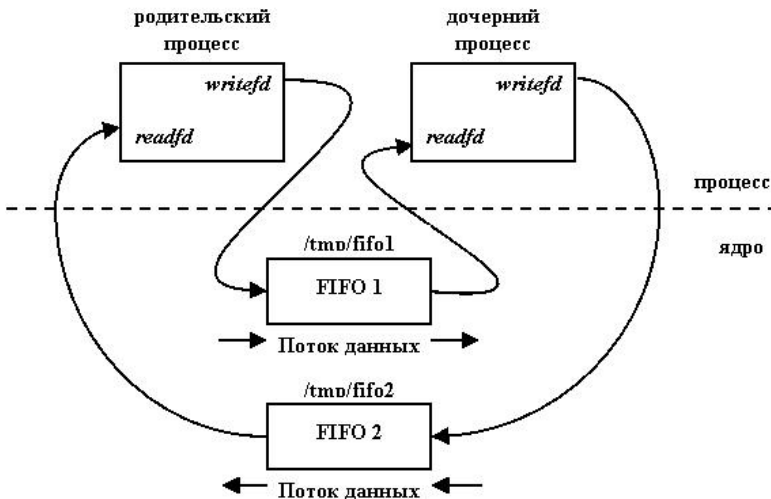 родительский
процесс
дочерний
процесс
writefd
readfd
writefd
readfd
процесс
ядро
/tmp/fifo1
FIFO 1
Поток данных
/tmp/fifo2
FIFO 2
Поток данных